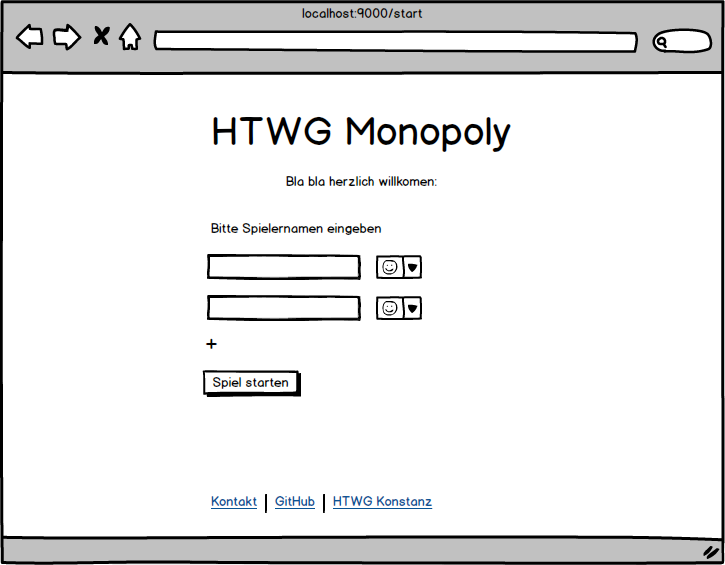 localhost:9000/start
HTWG Monopoly
Bla bla herzlich willkomen:
Bitte Spielernamen eingeben
+
Spiel starten
Kontakt | GitHub | HTWG Konstanz